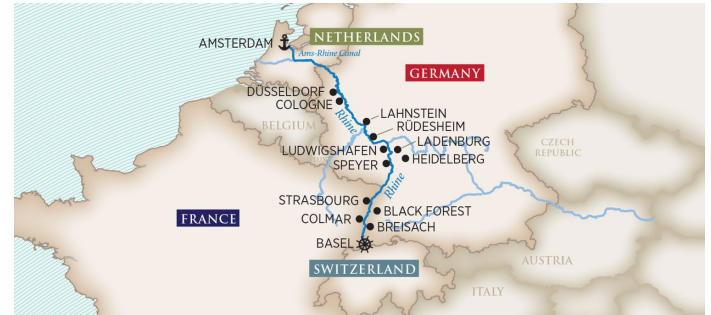 AMSTERDAM
NETHERLANDS
Ams-Rhine Canal
GERMANY
DÜSSELDORF
COLOGNE
Rhine
LAHNSTEIN
RÜDESHEIM
BELGIUM
LUDWIGSHAFEN
LADENBURG
SPEYER
HEIDELBERG
CZECH
REPUBLIC
Rhine
STRASBOURG
BLACK FOREST
FRANCE
COLMAR
BREISACH
BASEL
SWITZERLAND
AUSTRIA
ITALY